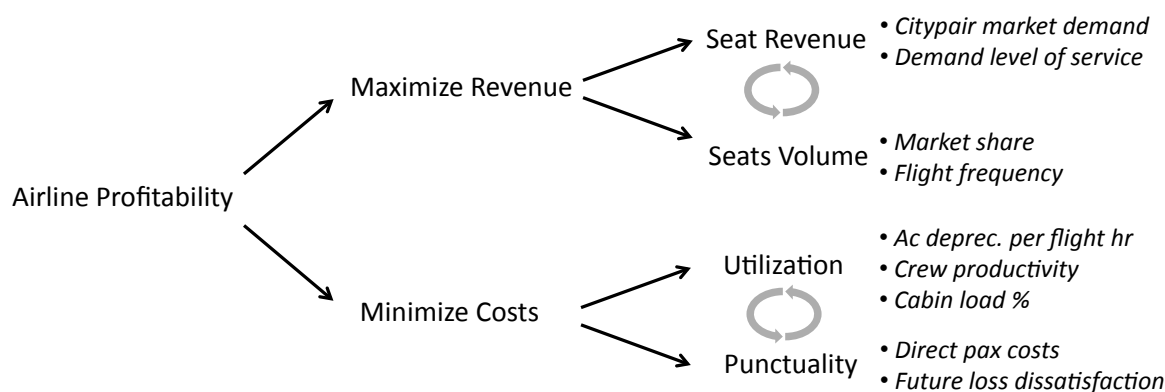 Seat Revenue
• Citypair market demand
• Demand level of service
Maximize Revenue
Seats Volume
• Market share
• Flight frequency
Airline Profitability
Utilization
• Ac deprec. per flight hr
• Crew productivity
• Cabin load %
Minimize Costs
Punctuality
• Direct pax costs
• Future loss dissatisfaction